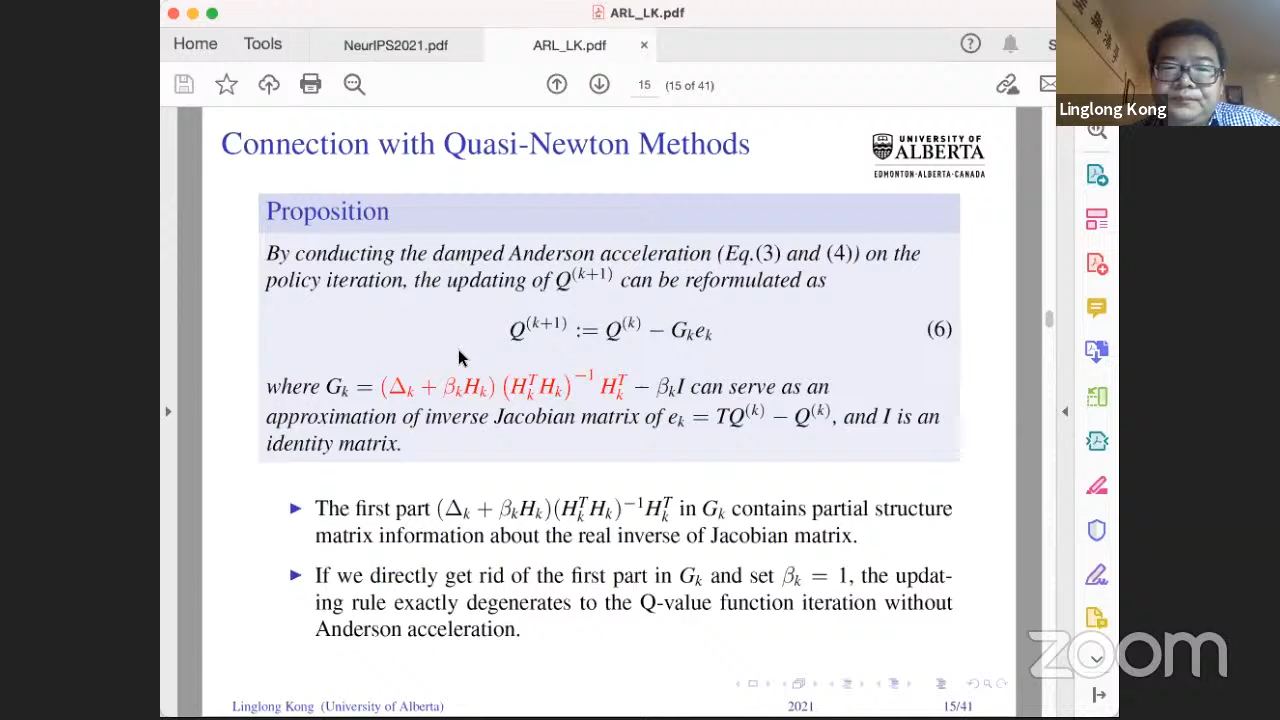 ARL_LK.pdf
Home Tools NeurIPS2021.pdf ARL_LK.pdf ×
15 (15 of 41)
Linglong Kong
Connection with Quasi-Newton Methods
UNIVERSITY OF
ALBERTA
EDMONTON·ALBERTA·CANADA
Proposition
By conducting the damped Anderson acceleration (Eq.(3) and (4)) on the
policy iteration, the updating of Q^{(k+1)} can be reformulated as
Q^{(k+1)} := Q^{(k)} − G_k e_k (6)
where G_k = (Δ_k + β_k H_k) (H_k^T H_k)^{−1} H_k^T − β_k I can serve as an
approximation of inverse Jacobian matrix of e_k = TQ^{(k)} − Q^{(k)}, and I is an
identity matrix.
▶ The first part (Δ_k + β_k H_k)(H_k^T H_k)^{−1} H_k^T in G_k contains partial structure
matrix information about the real inverse of Jacobian matrix.
▶ If we directly get rid of the first part in G_k and set β_k = 1, the updat-
ing rule exactly degenerates to the Q-value function iteration without
Anderson acceleration.
zoom
Linglong Kong (University of Alberta) 2021 15/41